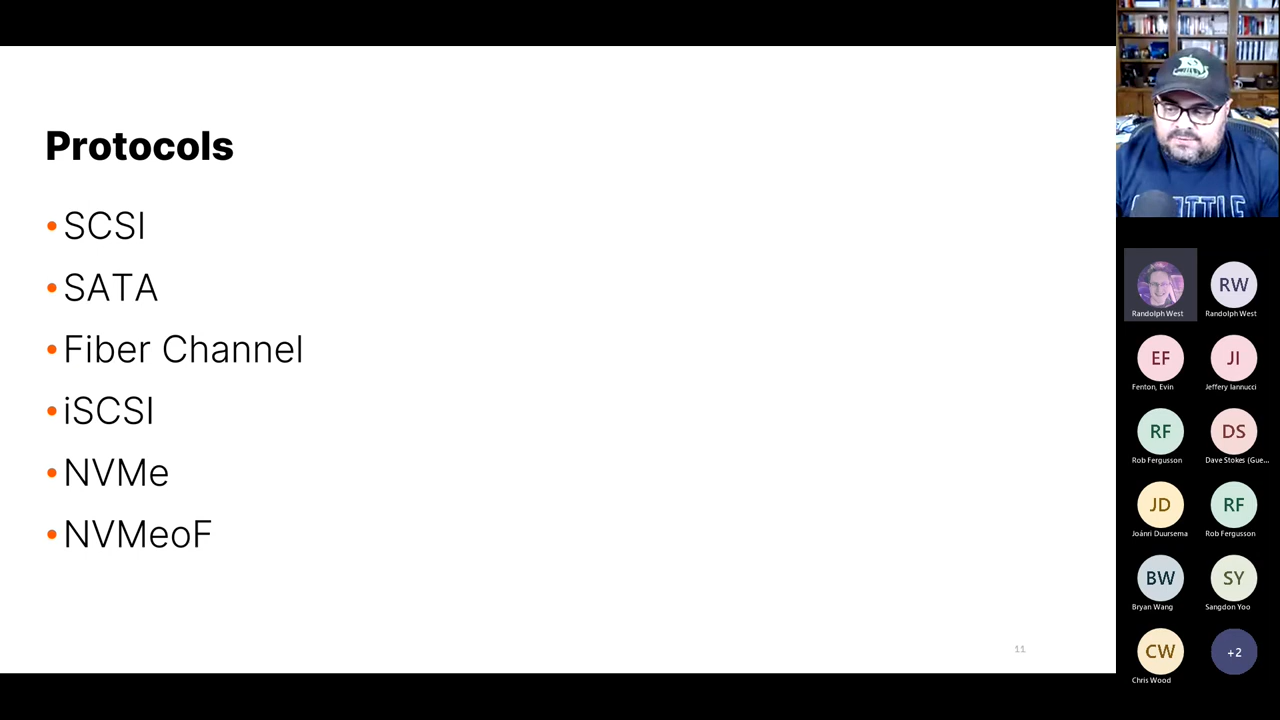 Protocols
•SCSI
•SATA
•Fiber Channel
•iSCSI
•NVMe
•NVMeoF
11
Randolph West
RW
Randolph West
EF
Fenton, Evin
JI
Jeffery Iannucci
RF
Rob Fergusson
DS
Dave Stokes (Gue...
JD
Joánri Duursema
RF
Rob Fergusson
BW
Bryan Wang
SY
Sangdon Yoo
CW
Chris Wood
+2